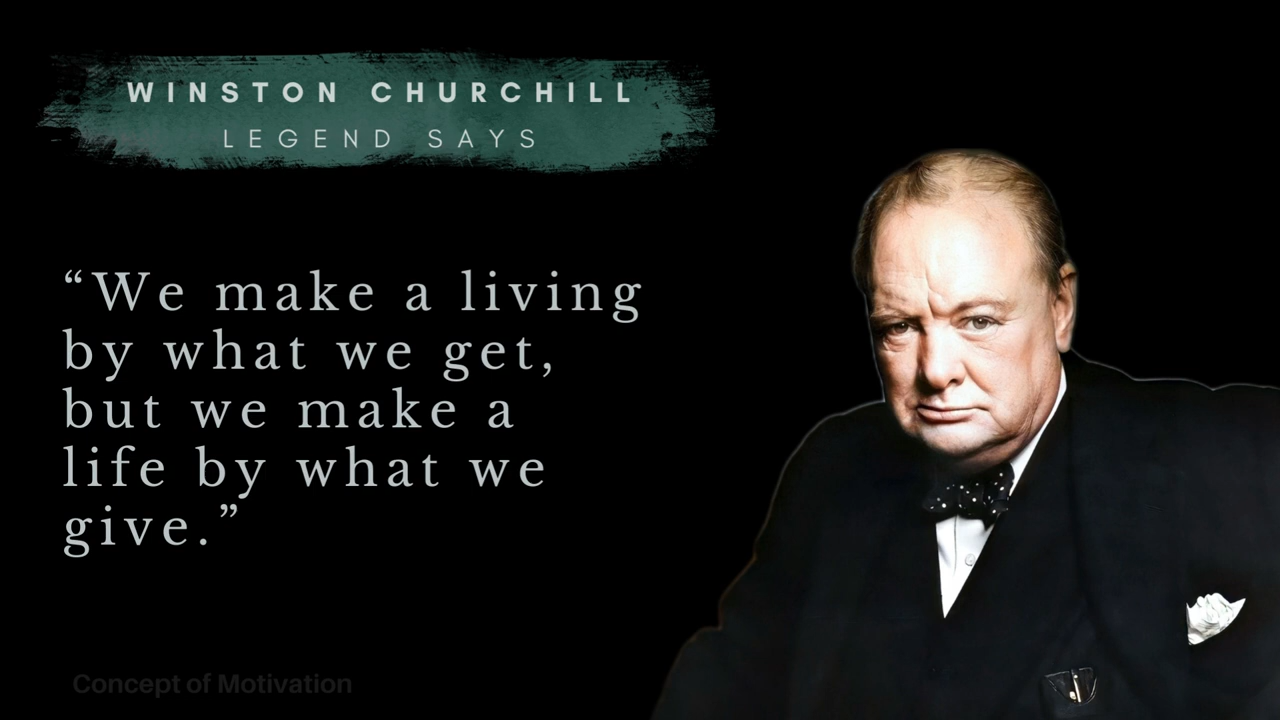 WINSTON CHURCHILL
LEGEND SAYS
“We make a living
by what we get,
but we make a
life by what we
give.”
Concept of Motivation